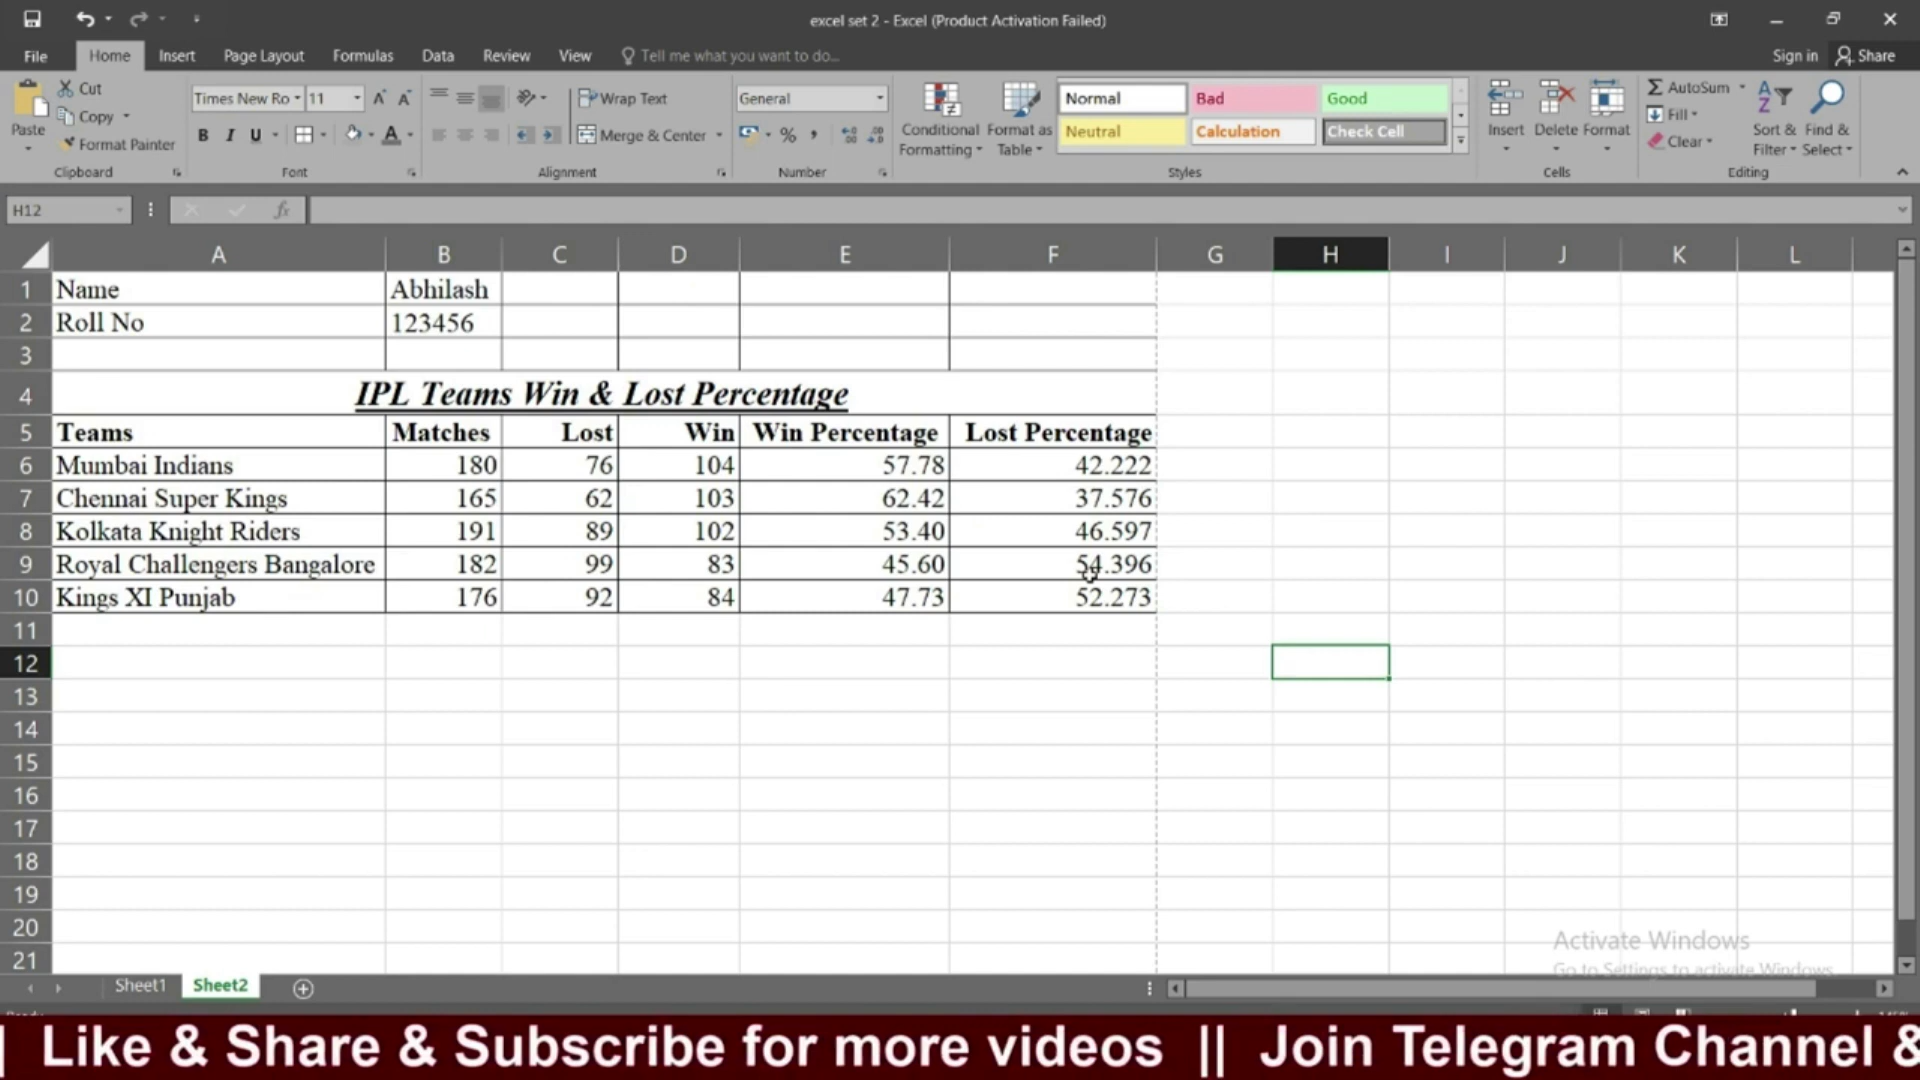 excel set 2 - Excel (Product Activation Failed)
File Home Insert Page Layout Formulas Data Review View Tell me what you want to do... Sign in Share
Cut
Copy
Format Painter
Paste
Clipboard
Times New Ro 11
B I U
Font
Wrap Text
Merge & Center
Alignment
General
%
Number
Conditional Formatting
Format as Table
Normal Bad Good
Neutral Calculation Check Cell
Styles
Insert Delete Format
Cells
AutoSum
Fill
Clear
Sort & Filter
Find & Select
Editing
H12 fx
A B C D E F G H I J K L
1 Name Abhilash
2 Roll No 123456
3
4 IPL Teams Win & Lost Percentage
5 Teams Matches Lost Win Win Percentage Lost Percentage
6 Mumbai Indians 180 76 104 57.78 42.222
7 Chennai Super Kings 165 62 103 62.42 37.576
8 Kolkata Knight Riders 191 89 102 53.40 46.597
9 Royal Challengers Bangalore 182 99 83 45.60 54.396
10 Kings XI Punjab 176 92 84 47.73 52.273
11
12
13
14
15
16
17
18
19
20
21
Activate Windows
Go to Settings to activate Windows.
Sheet1 Sheet2
| Like & Share & Subscribe for more videos || Join Telegram Channel &